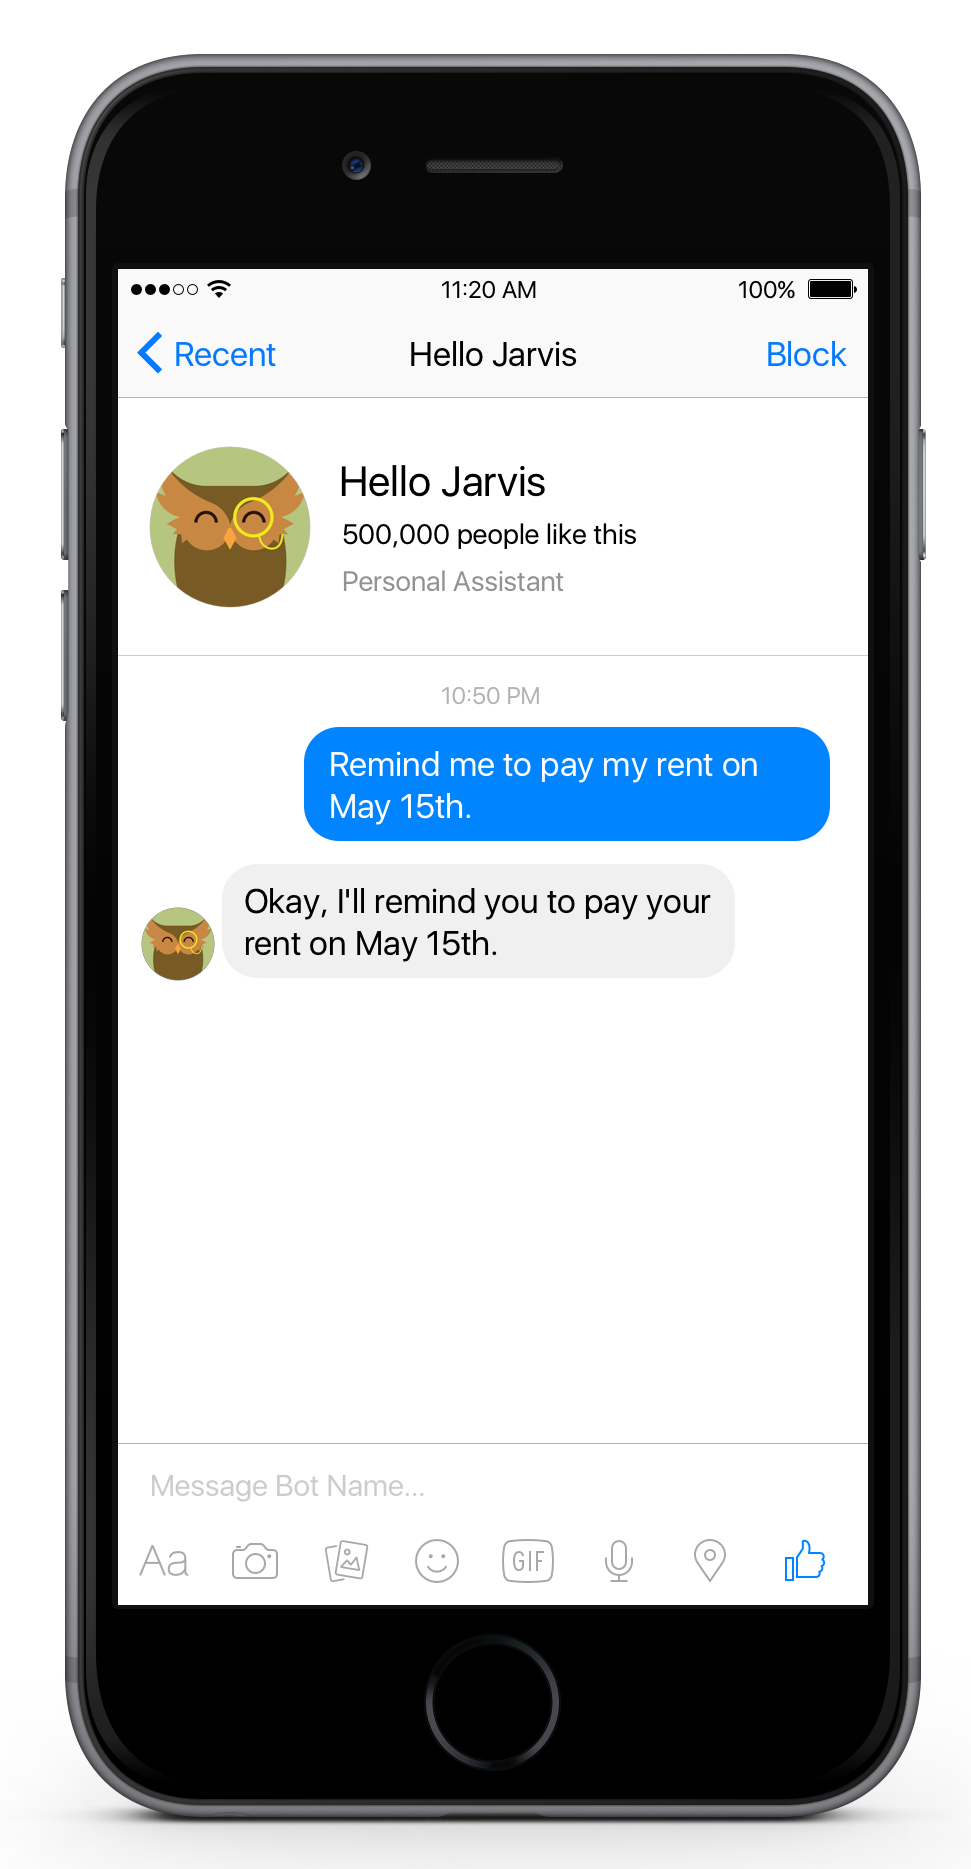 11:20 AM
100%
Recent
Hello Jarvis
Block
Hello Jarvis
500,000 people like this
Personal Assistant
10:50 PM
Remind me to pay my rent on
May 15th.
Okay, I'll remind you to pay your
rent on May 15th.
Message Bot Name...
Aa
GIF